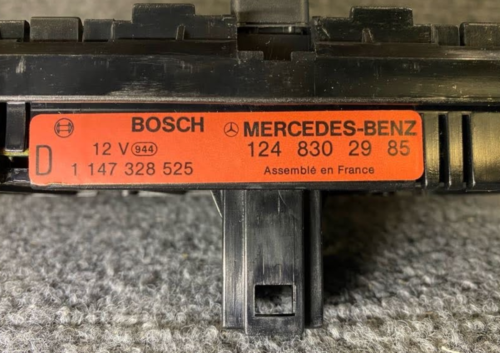 BOSCH MERCEDES-BENZ
D 12 V 944 124 830 29 85
1 147 328 525 Assemblé en France